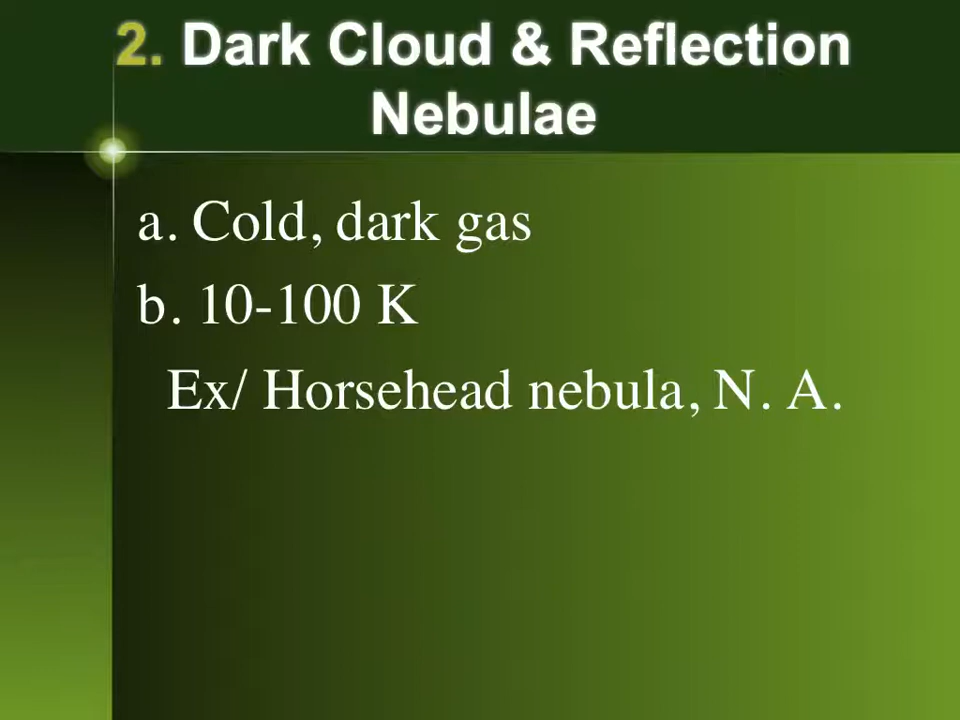 2. Dark Cloud & Reflection
Nebulae
a. Cold, dark gas
b. 10-100 K
Ex/ Horsehead nebula, N. A.